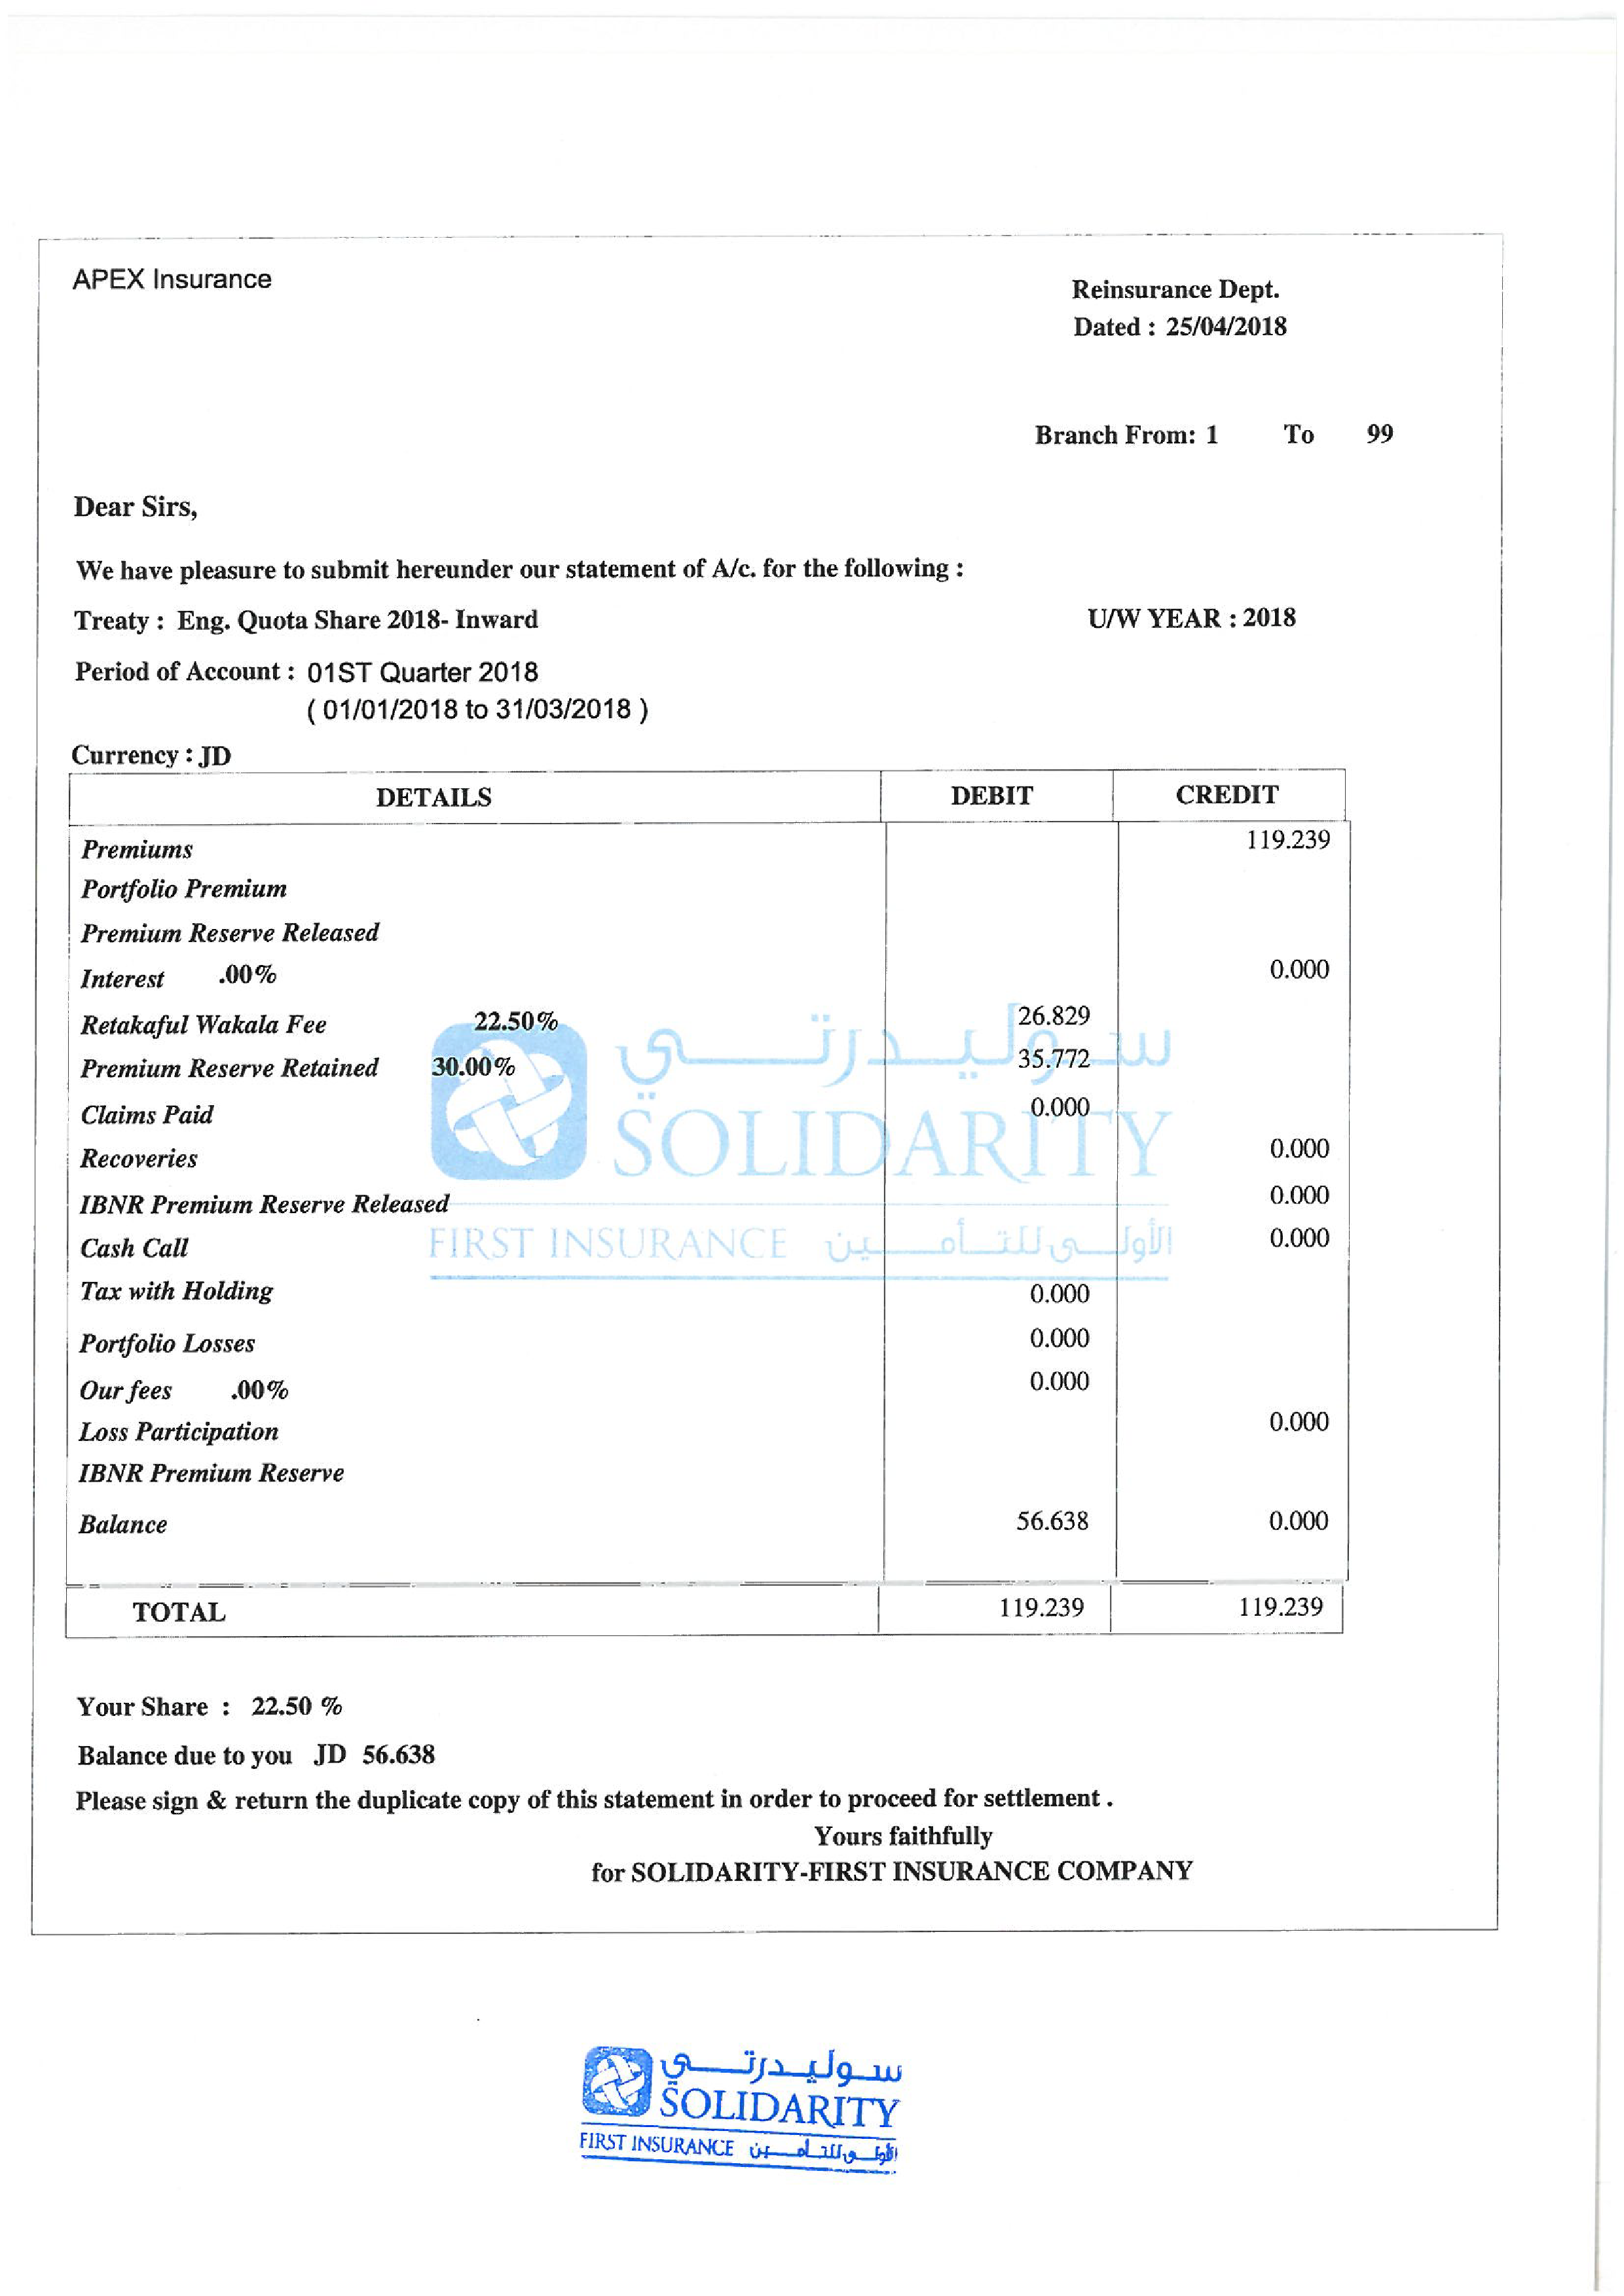 APEX Insurance
Reinsurance Dept.
Dated : 25/04/2018
Branch From: 1 To 99
Dear Sirs,
We have pleasure to submit hereunder our statement of A/c. for the following :
Treaty : Eng. Quota Share 2018- Inward U/W YEAR : 2018
Period of Account : 01ST Quarter 2018
( 01/01/2018 to 31/03/2018 )
Currency : JD
DETAILS DEBIT CREDIT
Premiums 119.239
Portfolio Premium
Premium Reserve Released
Interest .00% 0.000
Retakaful Wakala Fee 22.50% 26.829
Premium Reserve Retained 30.00% 35.772
Claims Paid 0.000
Recoveries 0.000
IBNR Premium Reserve Released 0.000
Cash Call 0.000
Tax with Holding 0.000
Portfolio Losses 0.000
Our fees .00% 0.000
Loss Participation 0.000
IBNR Premium Reserve
Balance 56.638 0.000
TOTAL 119.239 119.239
سوليدرتي
SOLIDARITY
FIRST INSURANCE الأولى للتأمين
Your Share : 22.50 %
Balance due to you JD 56.638
Please sign & return the duplicate copy of this statement in order to proceed for settlement .
Yours faithfully
for SOLIDARITY-FIRST INSURANCE COMPANY
سوليدرتي
SOLIDARITY
FIRST INSURANCE الأولى للتأمين